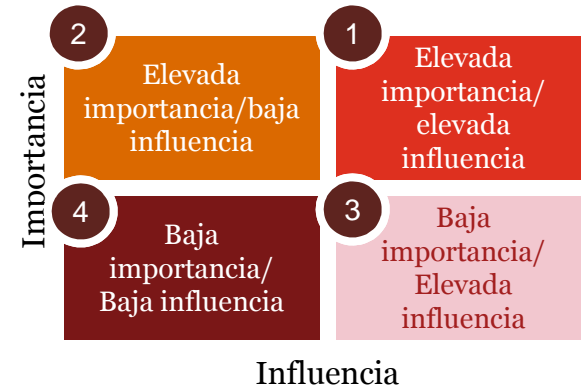 2
Elevada
importancia/baja
influencia
1
Elevada
importancia/
elevada
influencia
Importancia
4
Baja
importancia/
Baja influencia
3
Baja
importancia/
Elevada
influencia
Influencia